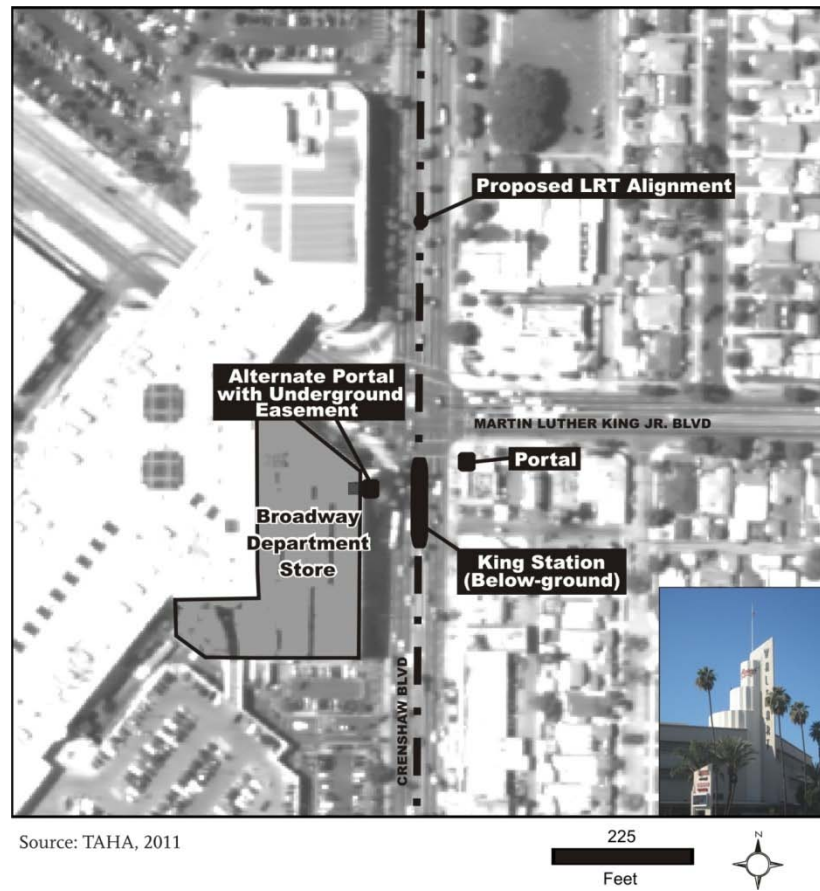 Proposed LRT Alignment
Alternate Portal
with Underground
Easement
MARTIN LUTHER KING JR. BLVD
Portal
Broadway
Department
Store
King Station
(Below-ground)
CRENSHAW BLVD
WALMART
Source: TAHA, 2011
225
Feet
N